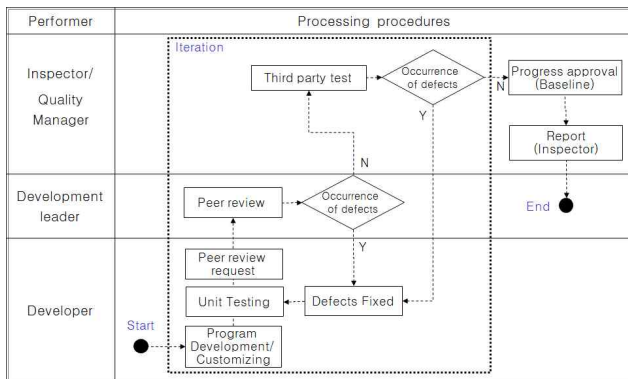 Performer
Processing procedures
Inspector/
Quality
Manager
Iteration
Third party test
Occurrence
of defects
N
Y
Progress approval
(Baseline)
Report
(Inspector)
N
Development
leader
Peer review
Occurrence
of defects
Y
End
Developer
Peer review
request
Unit Testing
Defects Fixed
Start
Program
Development/
Customizing